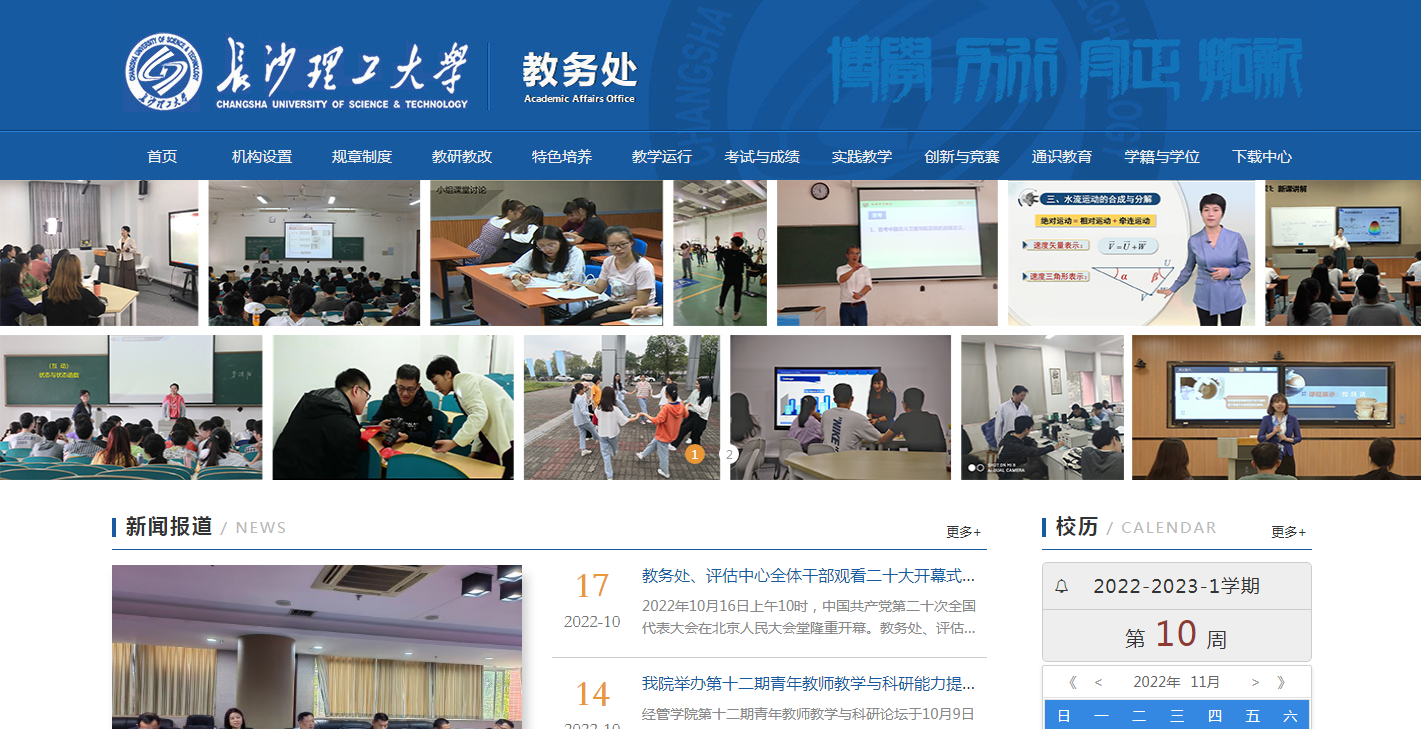 长沙理工大学
CHANGSHA UNIVERSITY OF SCIENCE & TECHNOLOGY
教务处
Academic Affairs Office
博學 力行 守正 拓新
首页 机构设置 规章制度 教研教改 特色培养 教学运行 考试与成绩 实践教学 创新与竞赛 通识教育 学籍与学位 下载中心
小组课堂讨论
三、水流运动的合成与分解
绝对运动 = 相对运动 + 牵连运动
速度矢量表示:
速度三角形表示:
新课讲解
(互动)
SHOT ON MI 8
AI DUAL CAMERA
1 2
新闻报道 / NEWS 更多+
校历 / CALENDAR 更多+
17
2022-10
教务处、评估中心全体干部观看二十大开幕式...
2022年10月16日上午10时，中国共产党第二十次全国
代表大会在北京人民大会堂隆重开幕。教务处、评估...
14
2022-10
我院举办第十二期青年教师教学与科研能力提...
经管学院第十二期青年教师教学与科研论坛于10月9日
2022-2023-1学期
第 10 周
《 < 2022年 11月 > 》
日 一 二 三 四 五 六